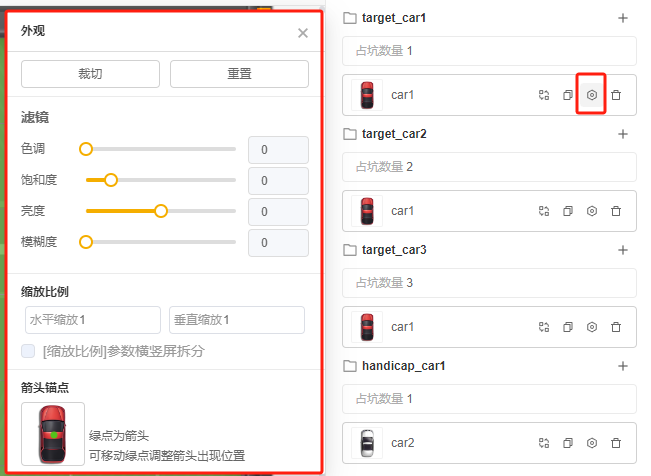 外观
裁切
重置
滤镜
色调
0
饱和度
0
亮度
0
模糊度
0
缩放比例
水平缩放 1
垂直缩放 1
[缩放比例]参数横竖屏拆分
箭头锚点
绿点为箭头
可移动绿点调整箭头出现位置
target_car1
占坑数量 1
car1
target_car2
占坑数量 2
car1
target_car3
占坑数量 3
car1
handicap_car1
占坑数量 1
car2